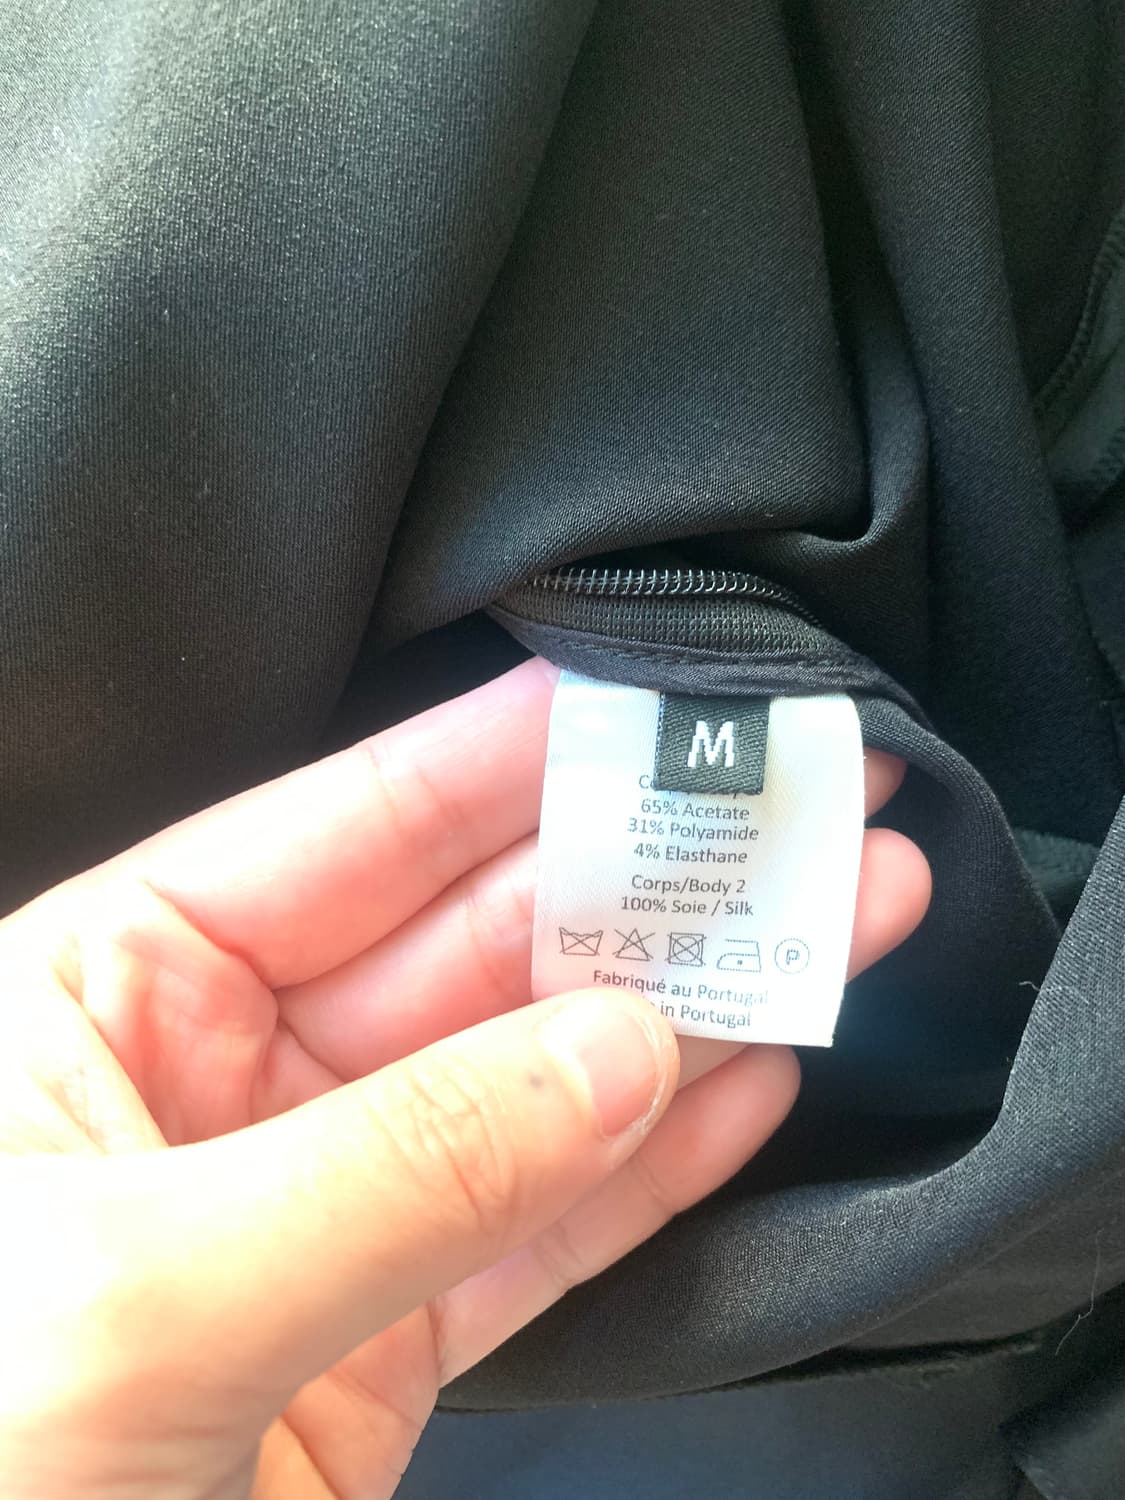 M
65% Acetate
31% Polyamide
4% Elasthane
Corps/Body 2
100% Soie / Silk
P
Fabriqué au Portugal
in Portugal